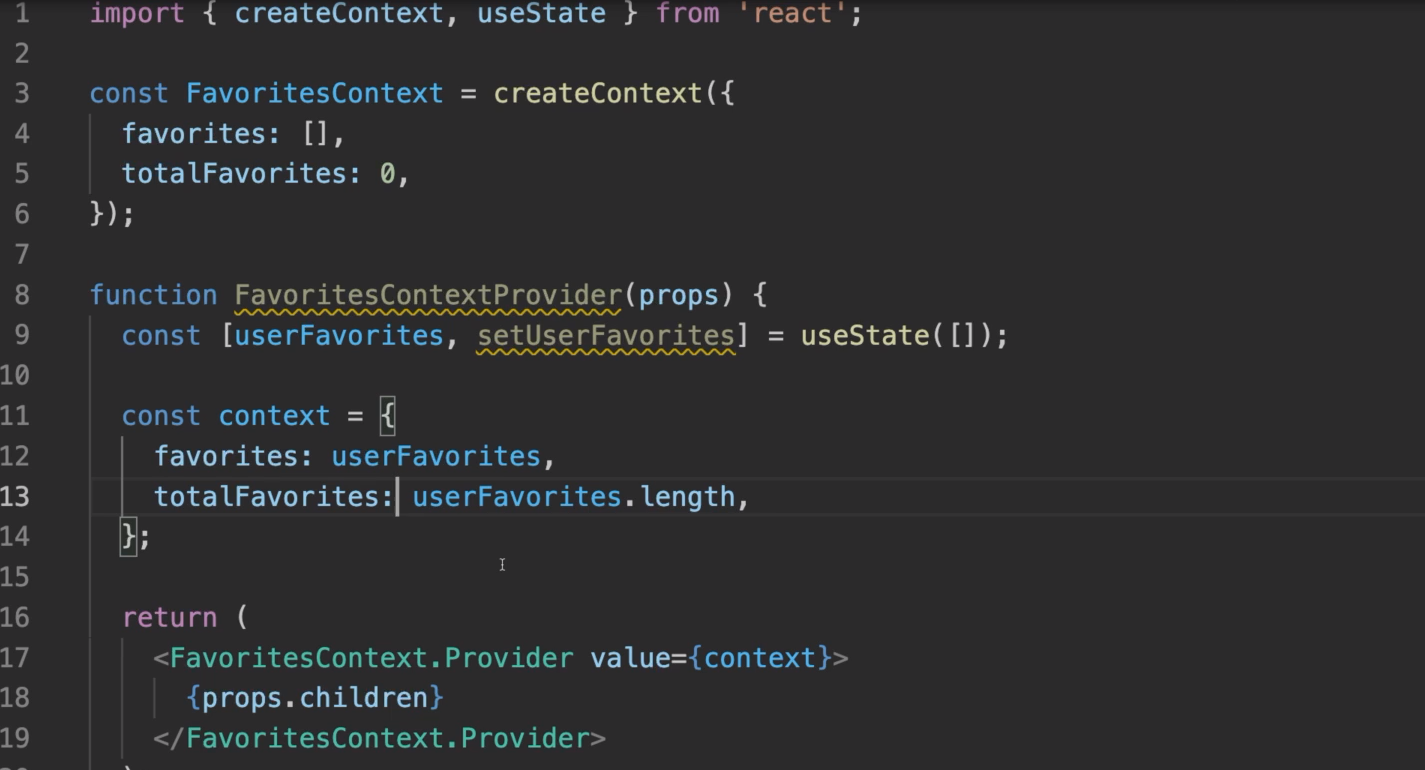 1 import { createContext, useState } from 'react';
2
3 const FavoritesContext = createContext({
4   favorites: [],
5   totalFavorites: 0,
6 });
7
8 function FavoritesContextProvider(props) {
9   const [userFavorites, setUserFavorites] = useState([]);
10
11   const context = {
12     favorites: userFavorites,
13     totalFavorites: userFavorites.length,
14   };
15
16   return (
17     <FavoritesContext.Provider value={context}>
18       {props.children}
19     </FavoritesContext.Provider>